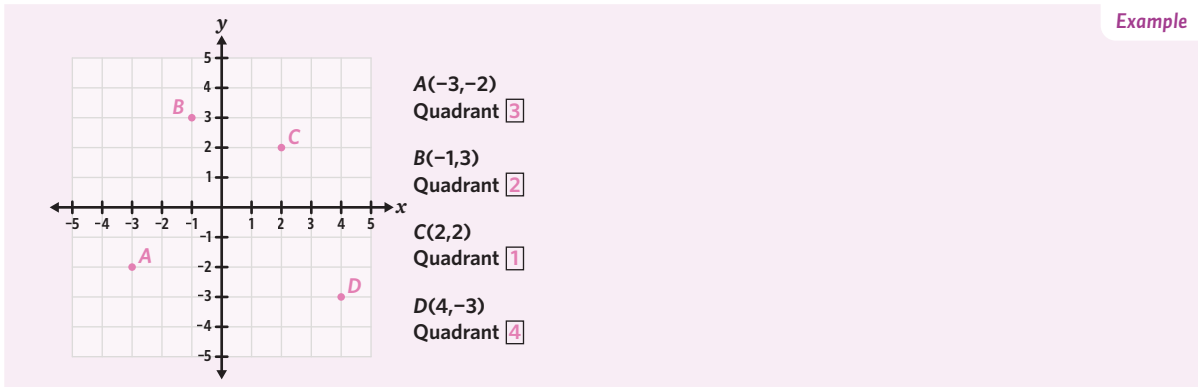 Example
y
5
4
B
3
C
2
1
x
-5 -4 -3 -2 -1 1 2 3 4 5
-1
A
-2
D
-3
-4
-5
A(−3,−2)
Quadrant 3
B(−1,3)
Quadrant 2
C(2,2)
Quadrant 1
D(4,−3)
Quadrant 4